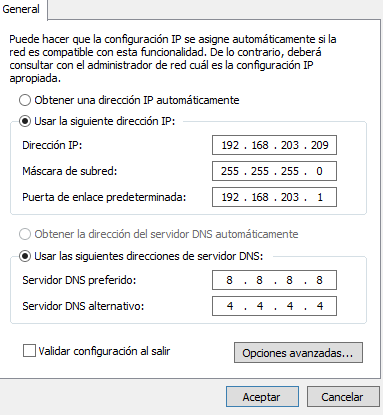 General
Puede hacer que la configuración IP se asigne automáticamente si la
red es compatible con esta funcionalidad. De lo contrario, deberá
consultar con el administrador de red cuál es la configuración IP
apropiada.
Obtener una dirección IP automáticamente
Usar la siguiente dirección IP:
Dirección IP: 192 . 168 . 203 . 209
Máscara de subred: 255 . 255 . 255 . 0
Puerta de enlace predeterminada: 192 . 168 . 203 . 1
Obtener la dirección del servidor DNS automáticamente
Usar las siguientes direcciones de servidor DNS:
Servidor DNS preferido: 8 . 8 . 8 . 8
Servidor DNS alternativo: 4 . 4 . 4 . 4
Validar configuración al salir Opciones avanzadas...
Aceptar Cancelar